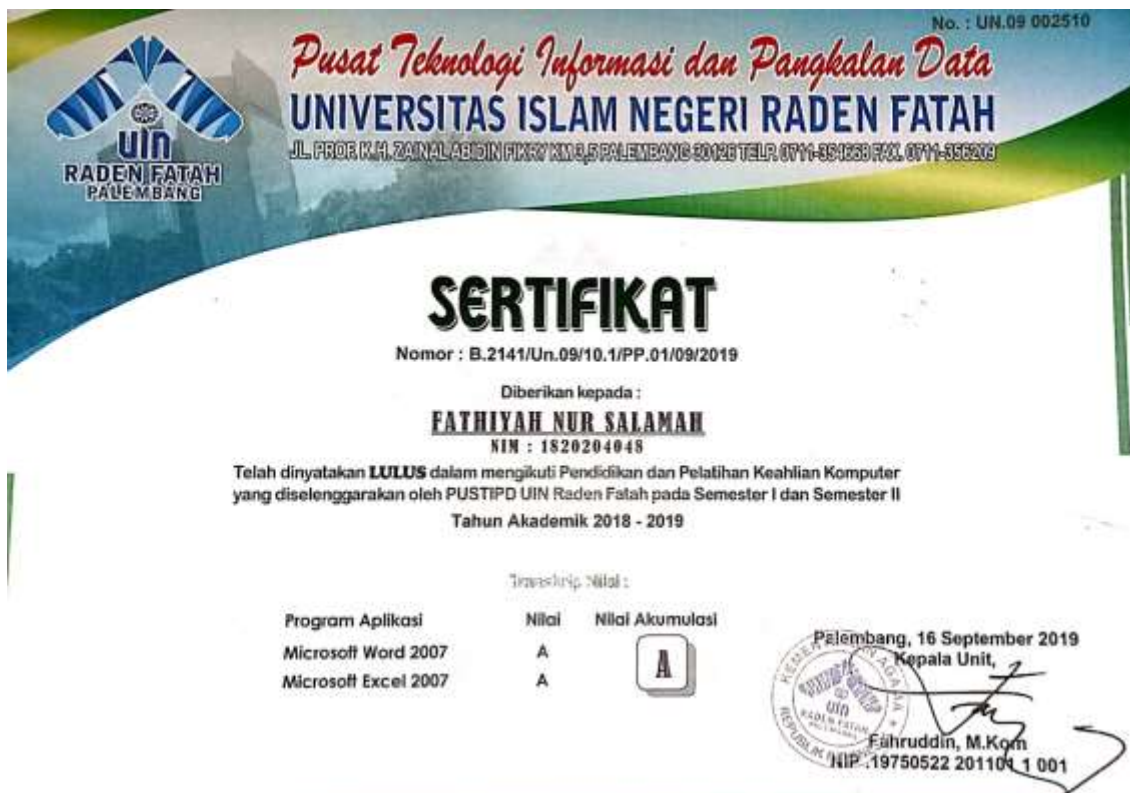 No. : UN.09 002510
Pusat Teknologi Informasi dan Pangkalan Data
UNIVERSITAS ISLAM NEGERI RADEN FATAH
JL. PROF. K.H. ZAINAL ABIDIN FIKRY KM 3,5 PALEMBANG 30126 TELP. 0711-354668 FAX. 0711-356209
uin
RADEN FATAH
PALEMBANG
SERTIFIKAT
Nomor : B.2141/Un.09/10.1/PP.01/09/2019
Diberikan kepada :
FATHIYAH NUR SALAMAH
NIM : 1820204048
Telah dinyatakan LULUS dalam mengikuti Pendidikan dan Pelatihan Keahlian Komputer
yang diselenggarakan oleh PUSTIPD UIN Raden Fatah pada Semester I dan Semester II
Tahun Akademik 2018 - 2019
Transkrip Nilai :
Program Aplikasi Nilai Nilai Akumulasi
Microsoft Word 2007 A
Microsoft Excel 2007 A
A
Palembang, 16 September 2019
Kepala Unit,
uin
RADEN FATAH
PALEMBANG
Fahruddin, M.Kom
NIP .19750522 201101 1 001